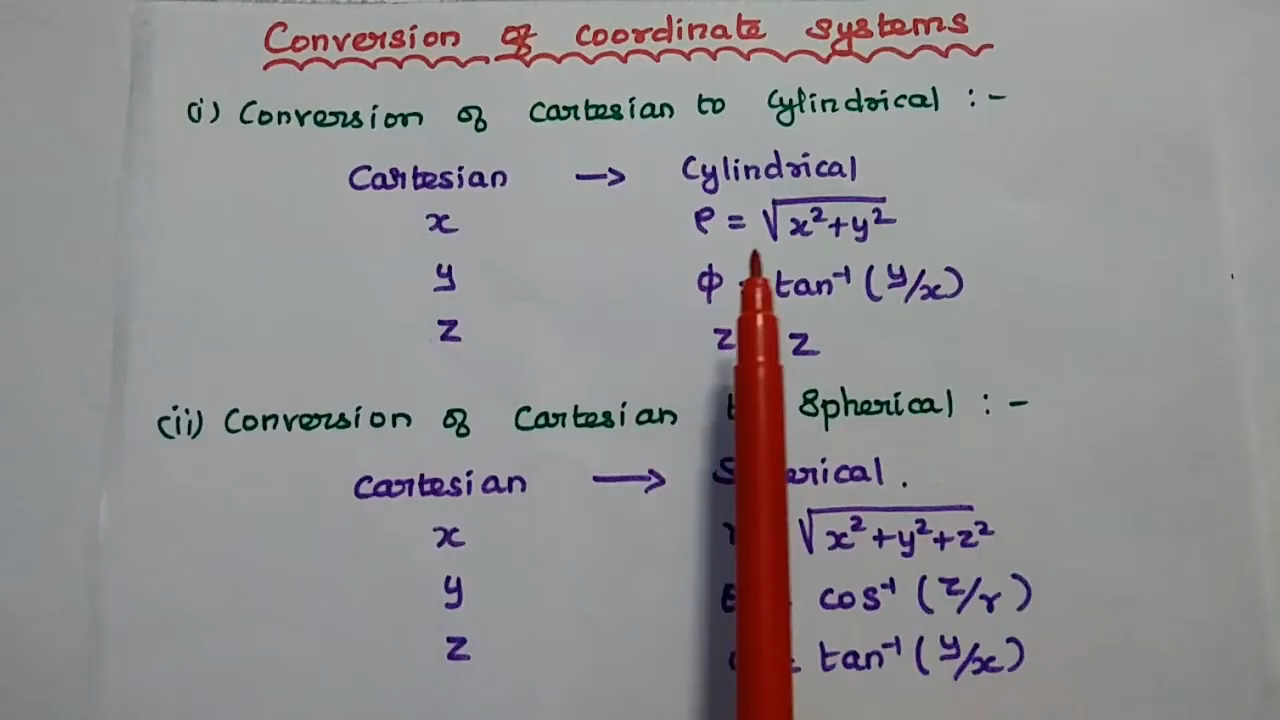 Conversion of coordinate systems
(i) Conversion of Cartesian to Cylindrical :-
Cartesian → Cylindrical
x ρ = √x²+y²
y ϕ = tan⁻¹ (y/x)
z z z
(ii) Conversion of Cartesian Spherical :-
Cartesian → Spherical.
x √x²+y²+z²
y cos⁻¹ (z/r)
z = tan⁻¹ (y/x)